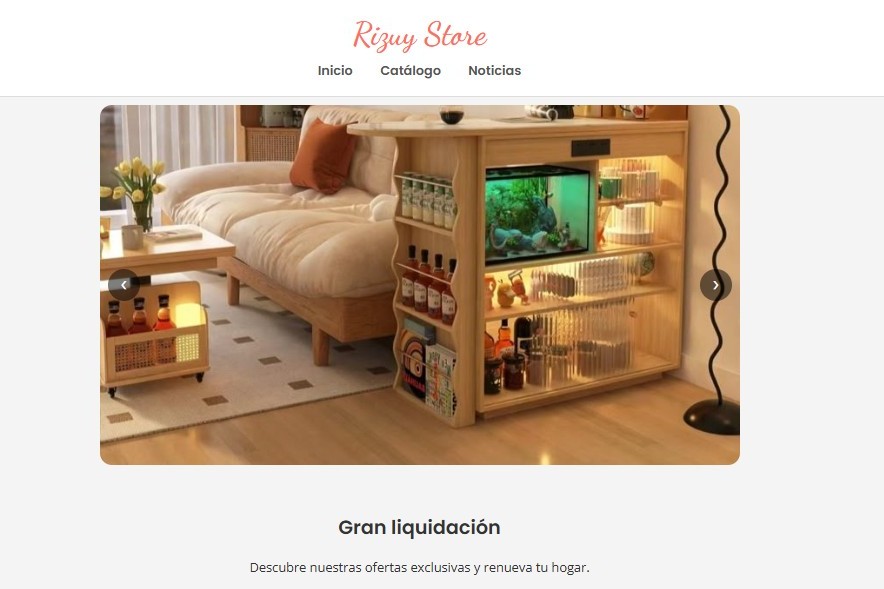 Rizuy Store
Inicio Catálogo Noticias
‹ ›
Gran liquidación
Descubre nuestras ofertas exclusivas y renueva tu hogar.